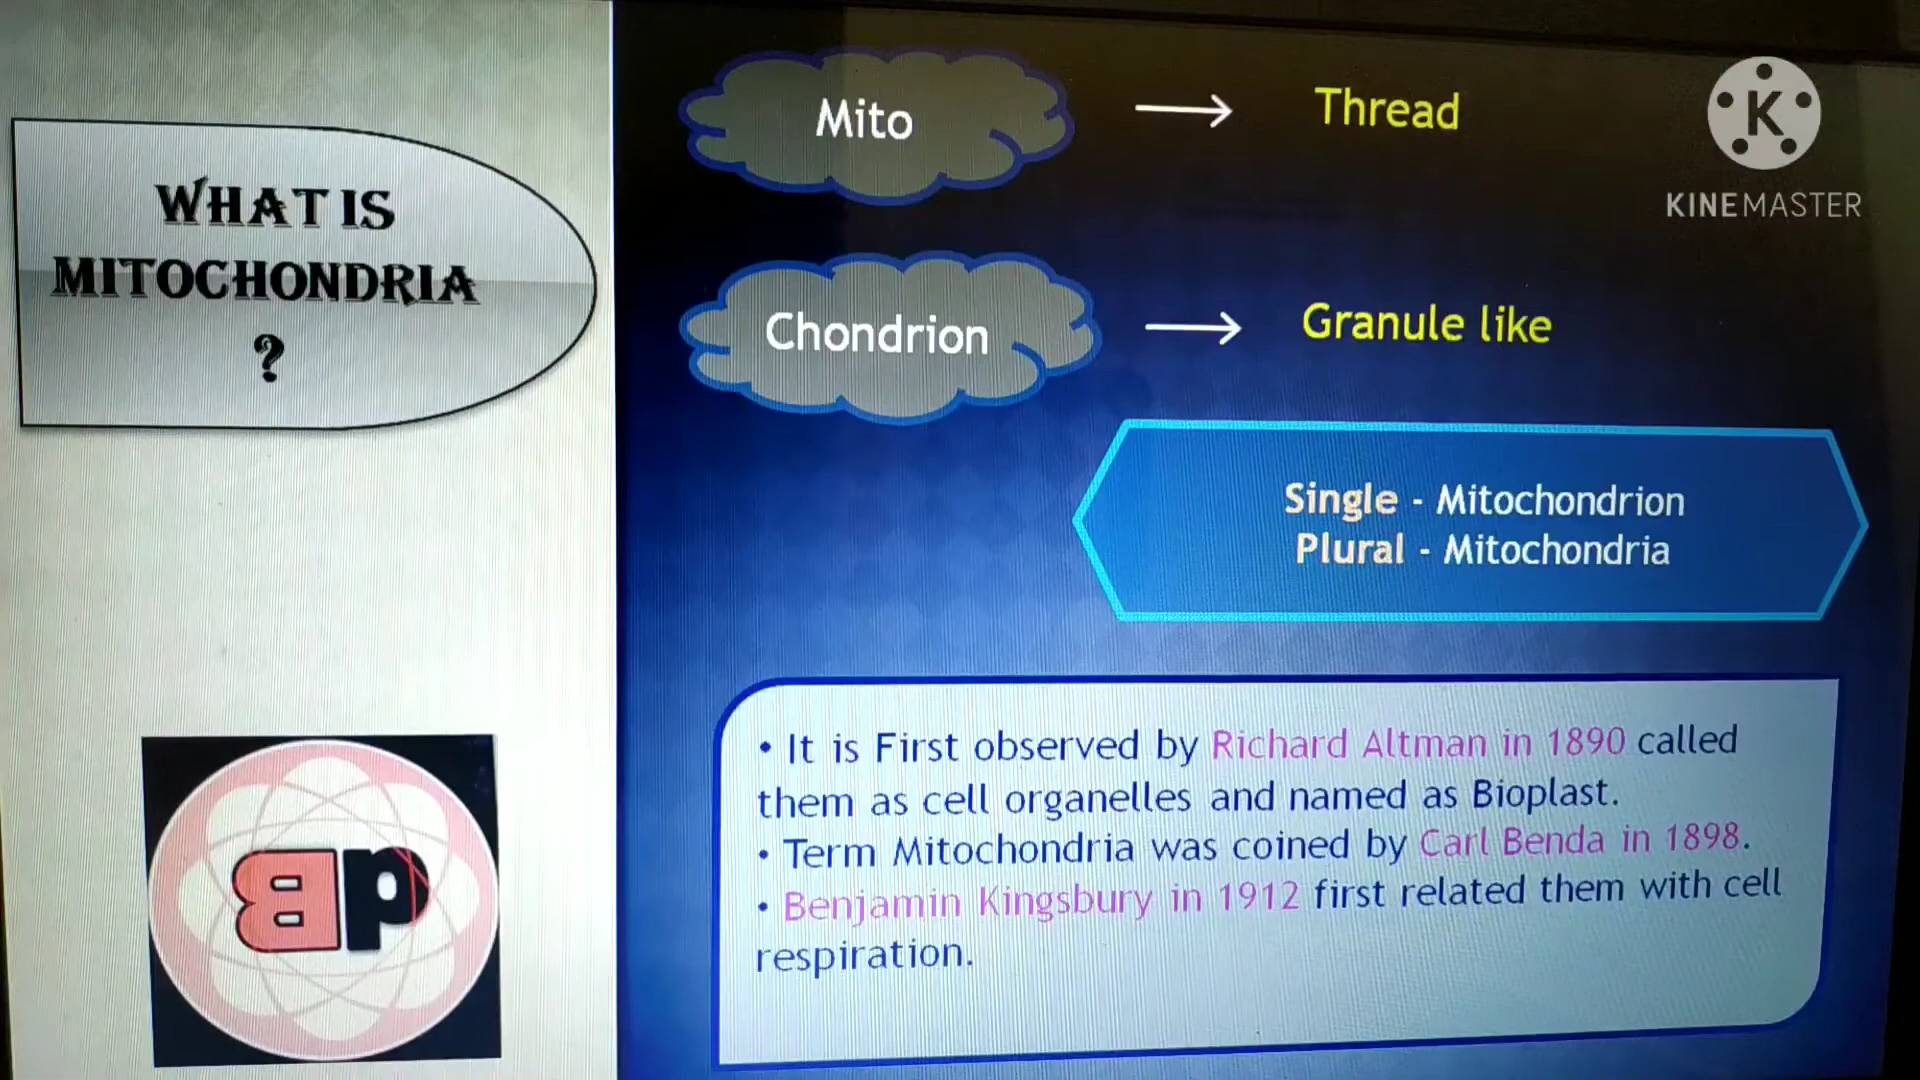 WHAT IS
MITOCHONDRIA
?
Mito → Thread
Chondrion → Granule like
Single - Mitochondrion
Plural - Mitochondria
• It is First observed by Richard Altman in 1890 called
them as cell organelles and named as Bioplast.
• Term Mitochondria was coined by Carl Benda in 1898.
• Benjamin Kingsbury in 1912 first related them with cell
respiration.
BP
K
KINEMASTER